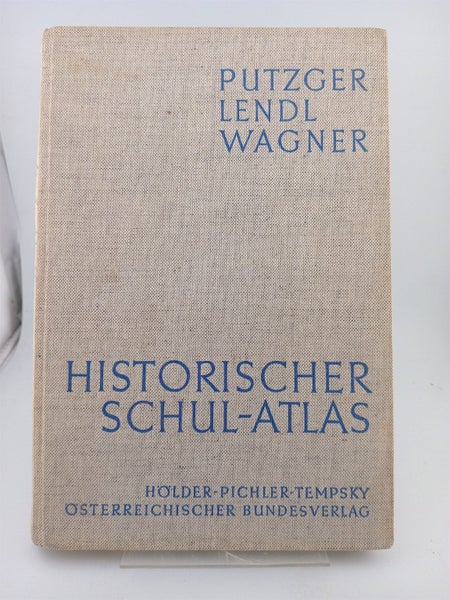 PUTZGER
LENDL
WAGNER
HISTORISCHER
SCHUL-ATLAS
HÖLDER-PICHLER-TEMPSKY
ÖSTERREICHISCHER BUNDESVERLAG